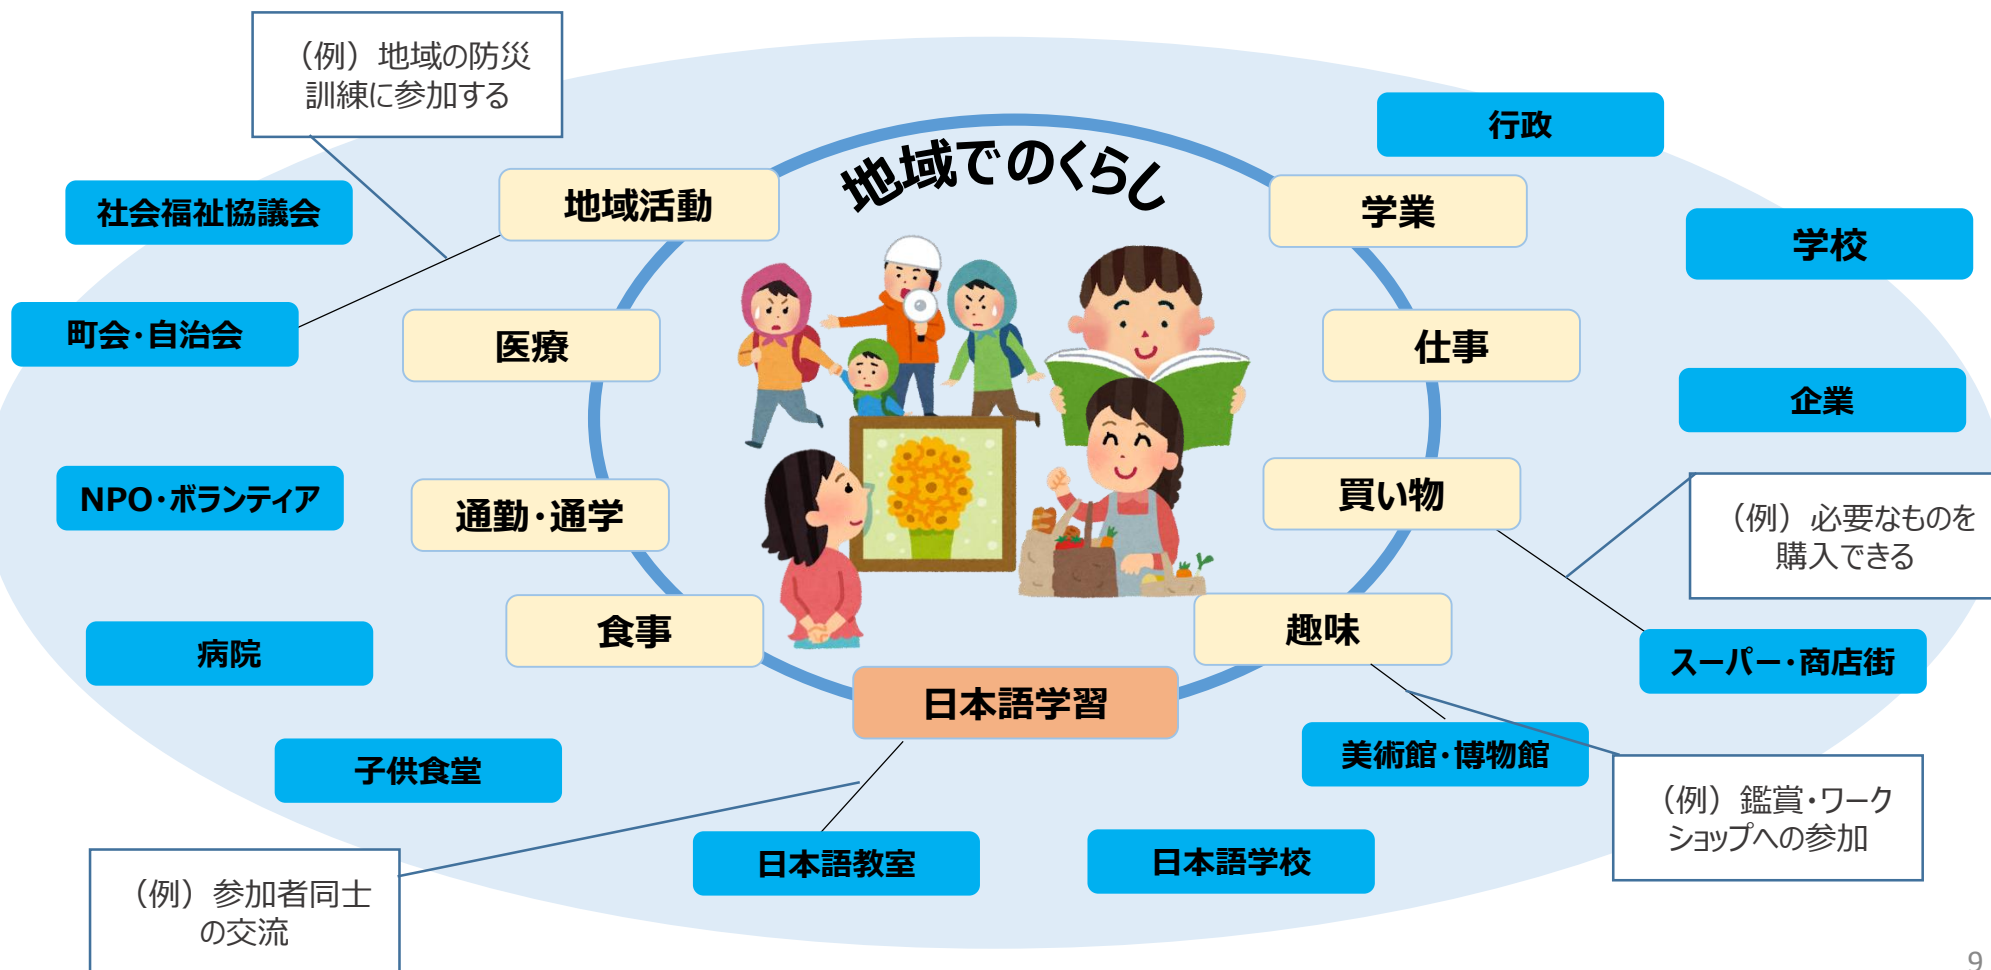 （例）地域の防災
訓練に参加する
地域でのくらし
行政
社会福祉協議会
地域活動
学業
学校
町会・自治会
医療
仕事
企業
NPO・ボランティア
通勤・通学
買い物
（例）必要なものを
購入できる
病院
食事
趣味
スーパー・商店街
日本語学習
子供食堂
美術館・博物館
（例）鑑賞・ワーク
ショップへの参加
日本語教室
日本語学校
（例）参加者同士
の交流
9